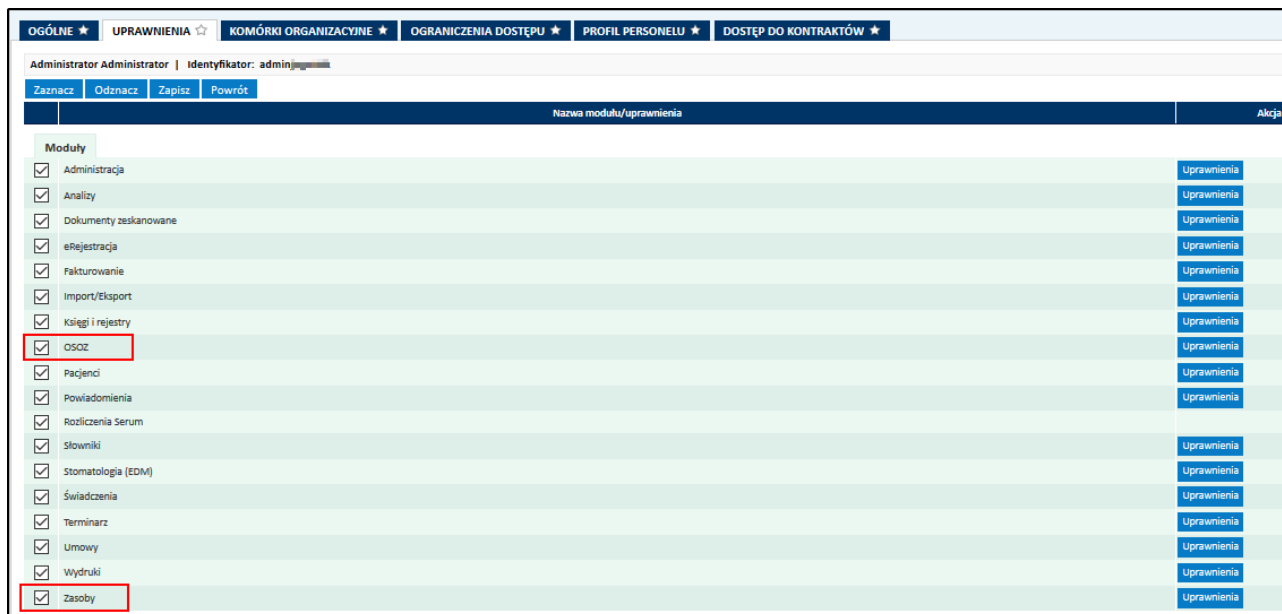 OGÓLNE ★ UPRAWNIENIA ☆ KOMÓRKI ORGANIZACYJNE ★ OGRANICZENIA DOSTĘPU ★ PROFIL PERSONELU ★ DOSTĘP DO KONTRAKTÓW ★
Administrator Administrator | Identyfikator: admin
Zaznacz Odznacz Zapisz Powrót
Nazwa modułu/uprawnienia Akcja
Moduły
Administracja Uprawnienia
Analizy Uprawnienia
Dokumenty zeskanowane Uprawnienia
eRejestracja Uprawnienia
Fakturowanie Uprawnienia
Import/Eksport Uprawnienia
Księgi i rejestry Uprawnienia
OSOZ Uprawnienia
Pacjenci Uprawnienia
Powiadomienia Uprawnienia
Rozliczenia Serum
Słowniki Uprawnienia
Stomatologia (EDM) Uprawnienia
Świadczenia Uprawnienia
Terminarz Uprawnienia
Umowy Uprawnienia
Wydruki Uprawnienia
Zasoby Uprawnienia